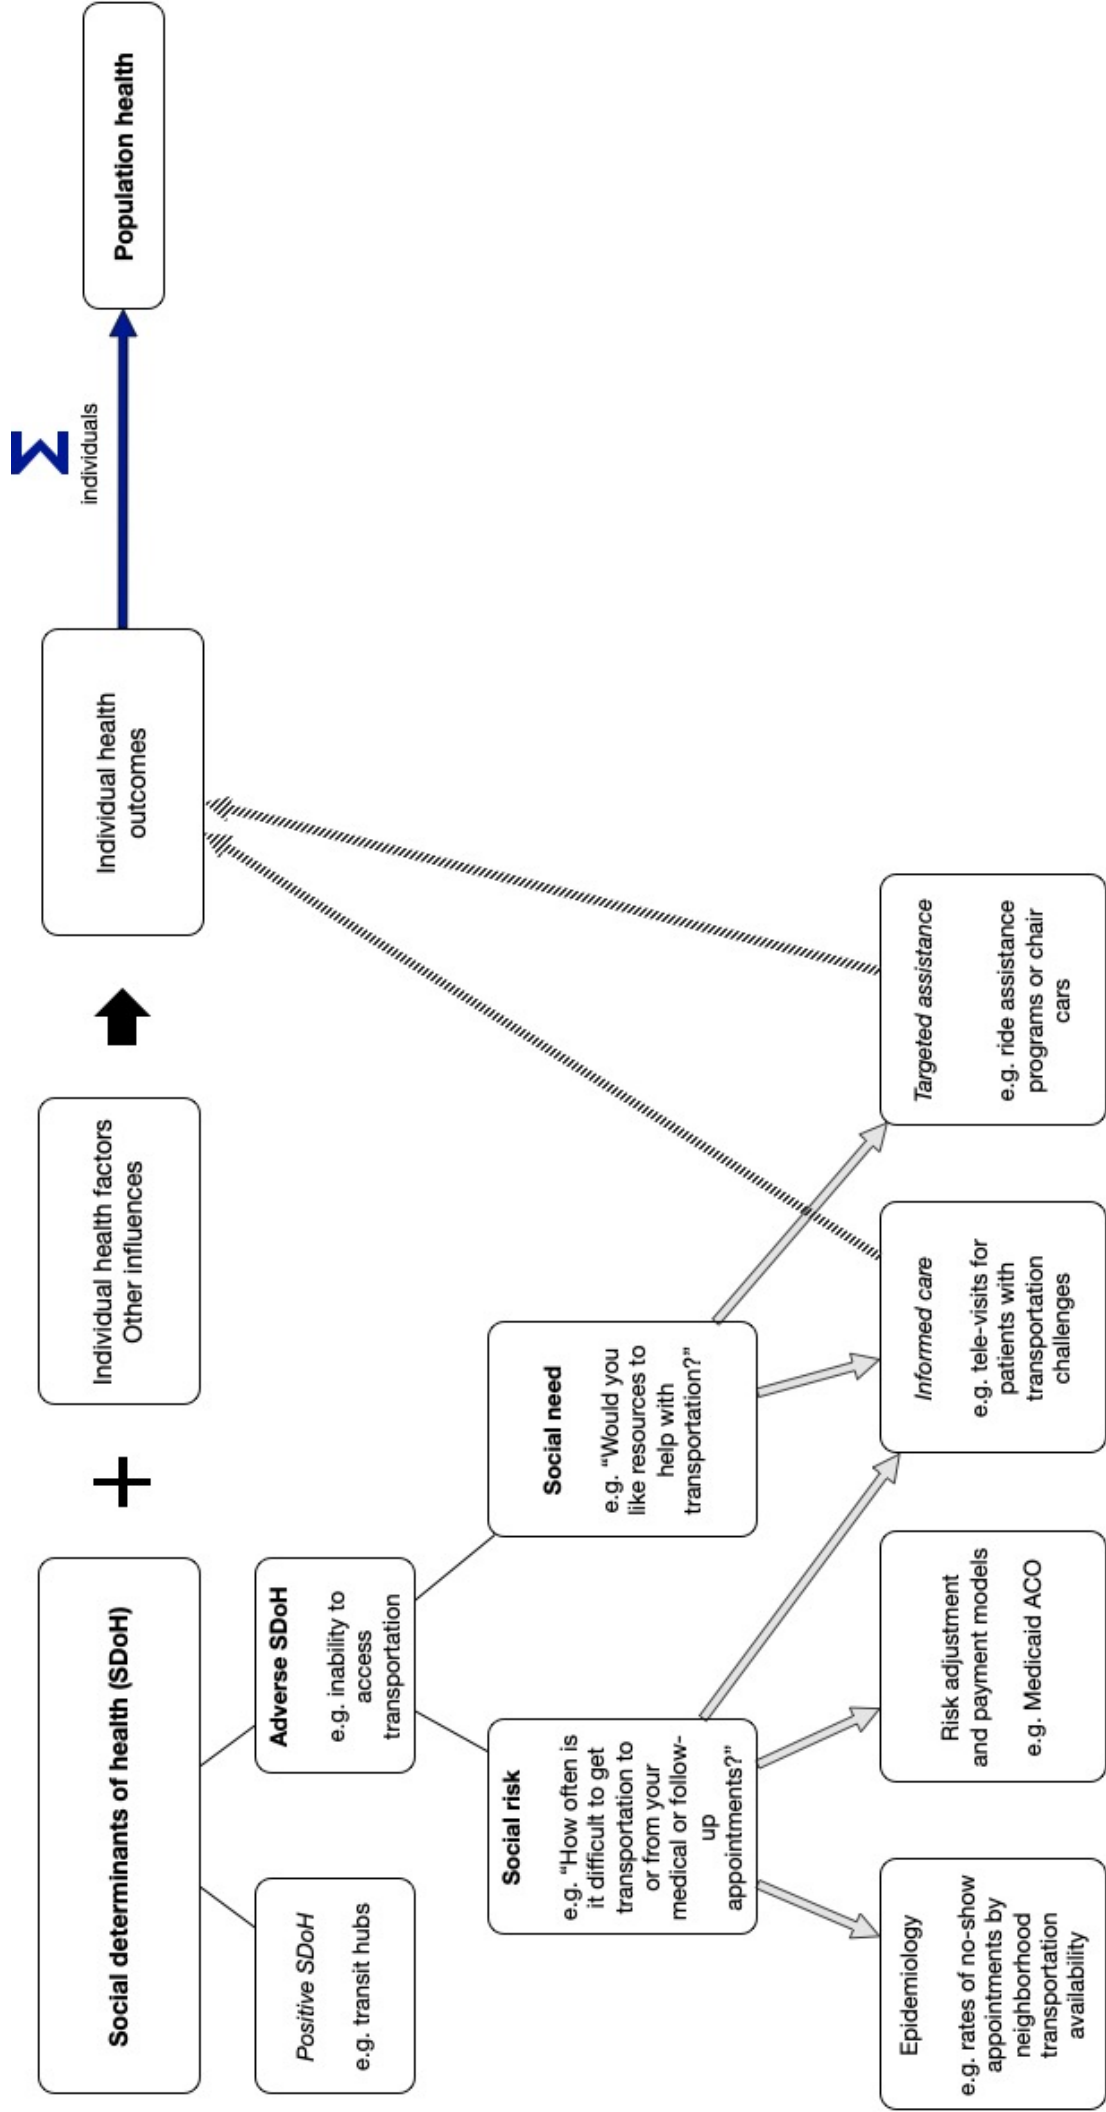 Social determinants of health (SDoH)
+
Individual health factors
Other influences
Individual health
outcomes
Σ
individuals
Population health
Positive SDoH
e.g. transit hubs
Adverse SDoH
e.g. inability to
access
transportation
Social risk
e.g. “How often is
it difficult to get
transportation to
or from your
medical or follow-
up
appointments?”
Social need
e.g. “Would you
like resources to
help with
transportation?”
Epidemiology
e.g. rates of no-show
appointments by
neighborhood
transportation
availability
Risk adjustment
and payment models
e.g. Medicaid ACO
Informed care
e.g. tele-visits for
patients with
transportation
challenges
Targeted assistance
e.g. ride assistance
programs or chair
cars